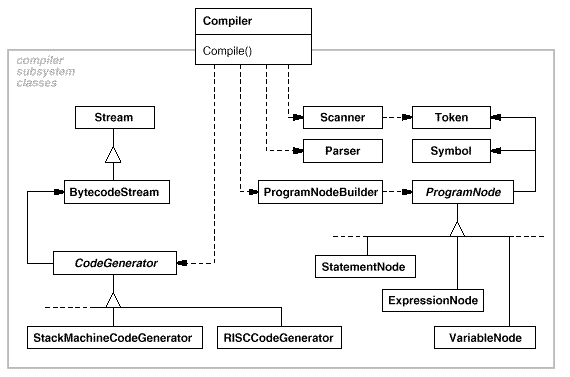 Compiler
Compile()
compiler
subsystem
classes
Stream
Scanner
Token
Parser
Symbol
BytecodeStream
ProgramNodeBuilder
ProgramNode
CodeGenerator
StatementNode
ExpressionNode
StackMachineCodeGenerator
RISCCodeGenerator
VariableNode